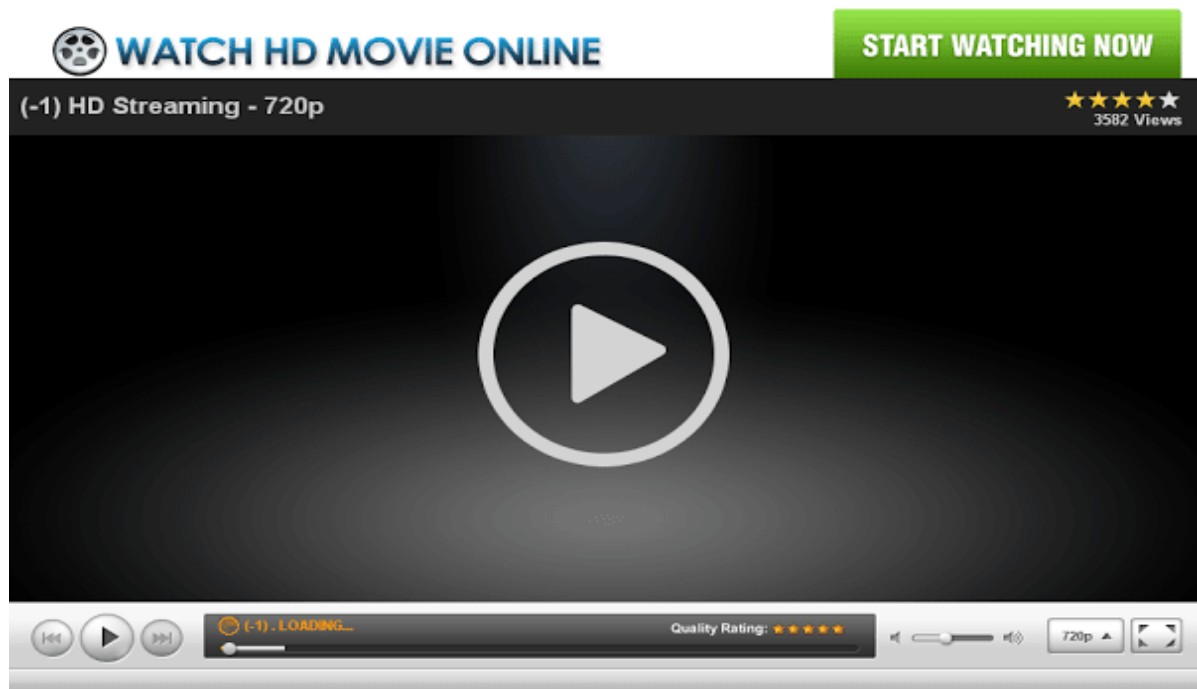 WATCH HD MOVIE ONLINE
START WATCHING NOW
(-1) HD Streaming - 720p
3582 Views
(-1) . LOADING...
Quality Rating:
720p